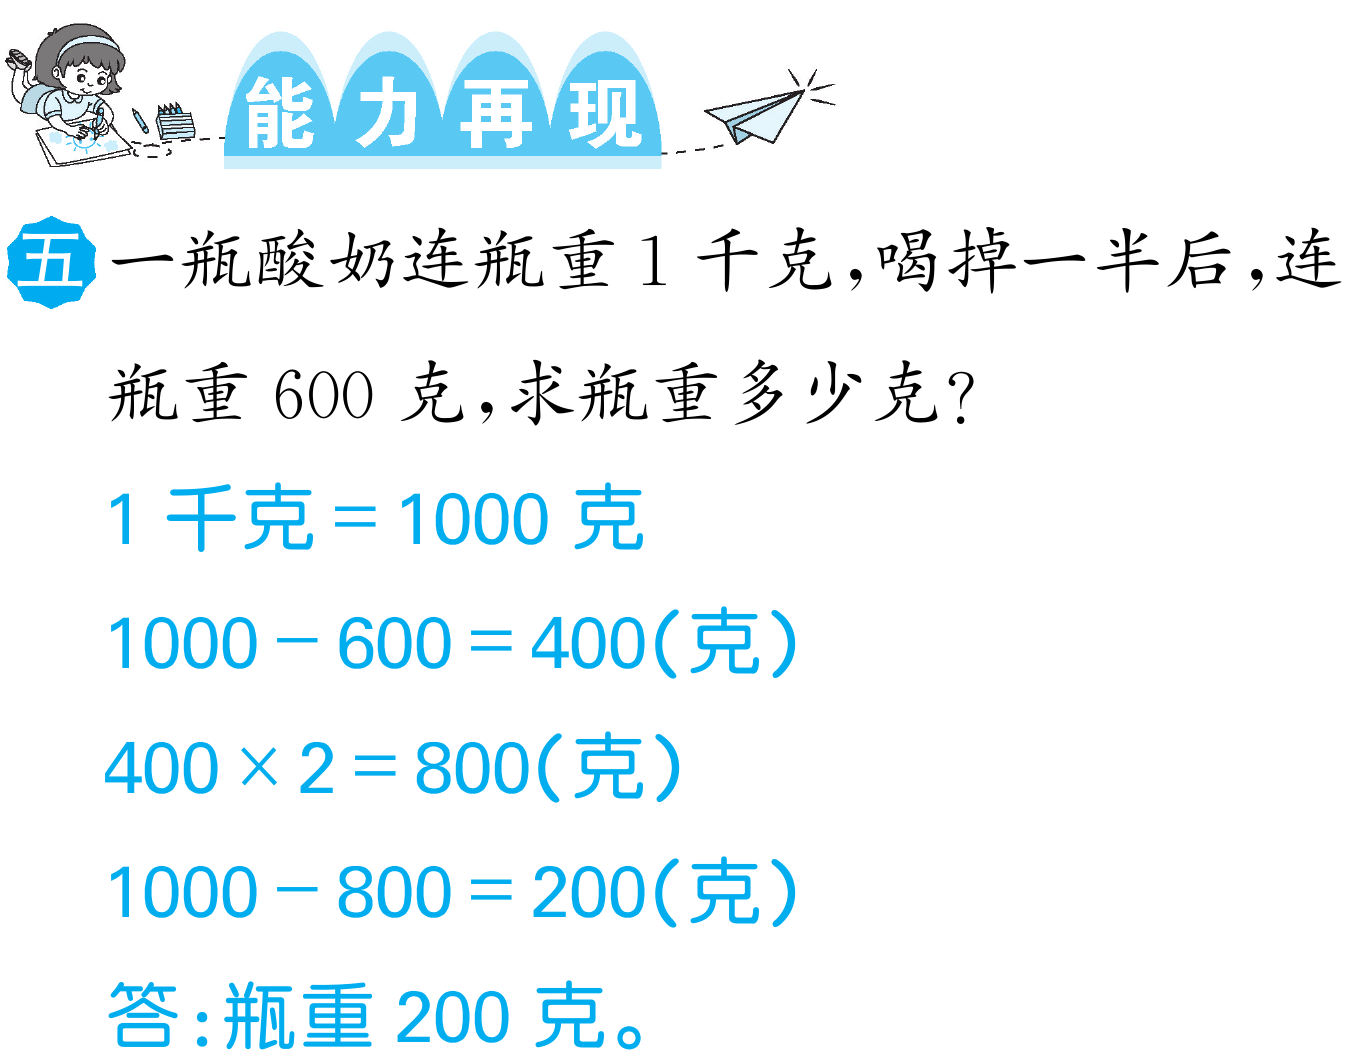 能力再现
五 一瓶酸奶连瓶重1千克,喝掉一半后,连
瓶重600克,求瓶重多少克?
1千克=1000克
1000-600=400(克)
400×2=800(克)
1000-800=200(克)
答:瓶重200克。